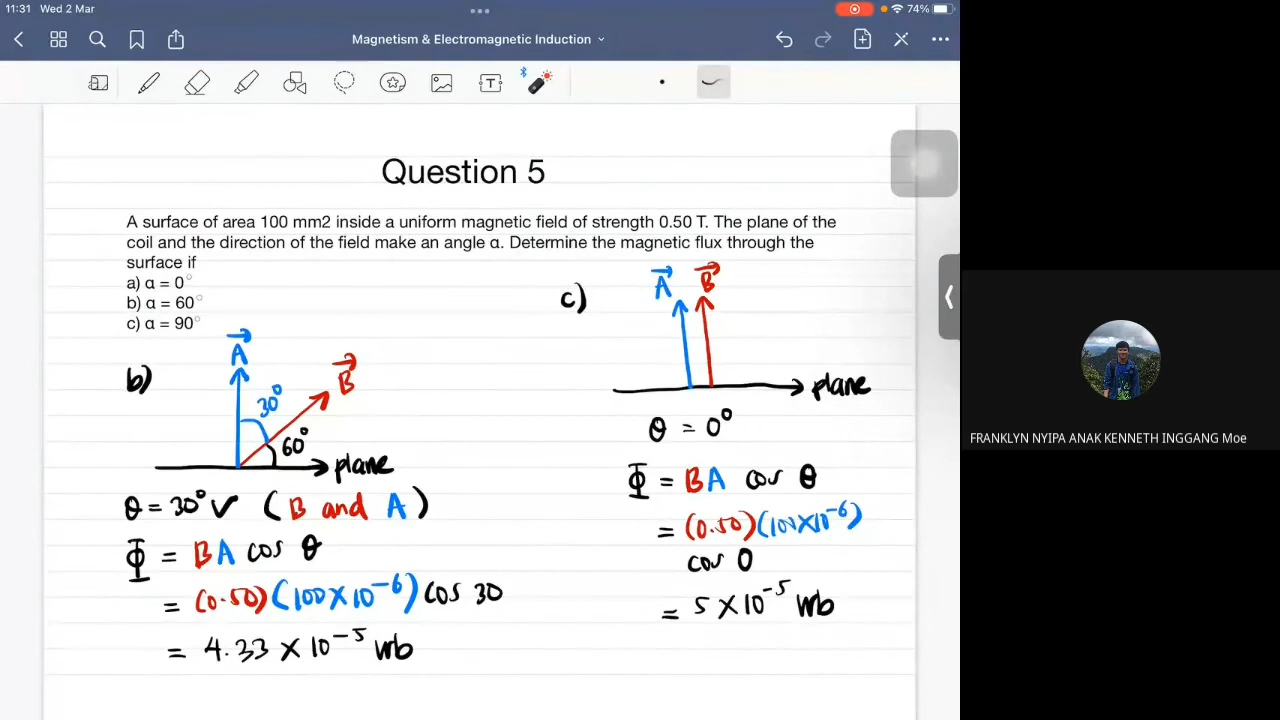 11:31 Wed 2 Mar
74%
Magnetism & Electromagnetic Induction
Question 5
A surface of area 100 mm2 inside a uniform magnetic field of strength 0.50 T. The plane of the
coil and the direction of the field make an angle α. Determine the magnetic flux through the
surface if
a) α = 0°
b) α = 60°
c) α = 90°
b)
A
B
30°
60°
plane
θ = 30° ✓ ( B and A )
Φ = BA cos θ
= (0.50)(100×10⁻⁶) cos 30
= 4.33 × 10⁻⁵ Wb
c)
A B
plane
θ = 0°
Φ = BA cos θ
= (0.50)(100×10⁻⁶)
cos 0
= 5 × 10⁻⁵ Wb
FRANKLYN NYIPA ANAK KENNETH INGGANG Moe